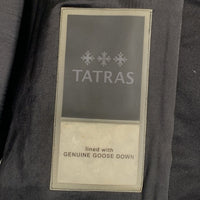 TATRAS
lined with
GENUINE GOOSE DOWN